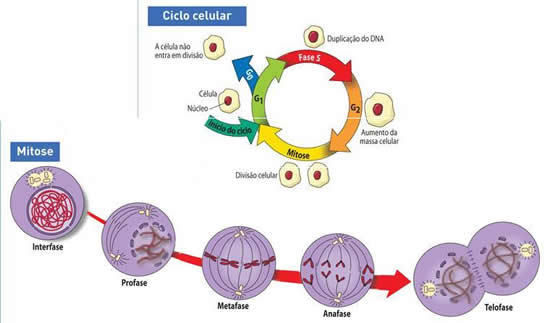 Ciclo celular
A célula não
entra em divisão
Duplicação do DNA
Fase S
G0
G1
G2
Célula
Núcleo
Início do ciclo
Aumento da
massa celular
Mitose
Divisão celular
Mitose
Interfase
Profase
Metafase
Anafase
Telofase